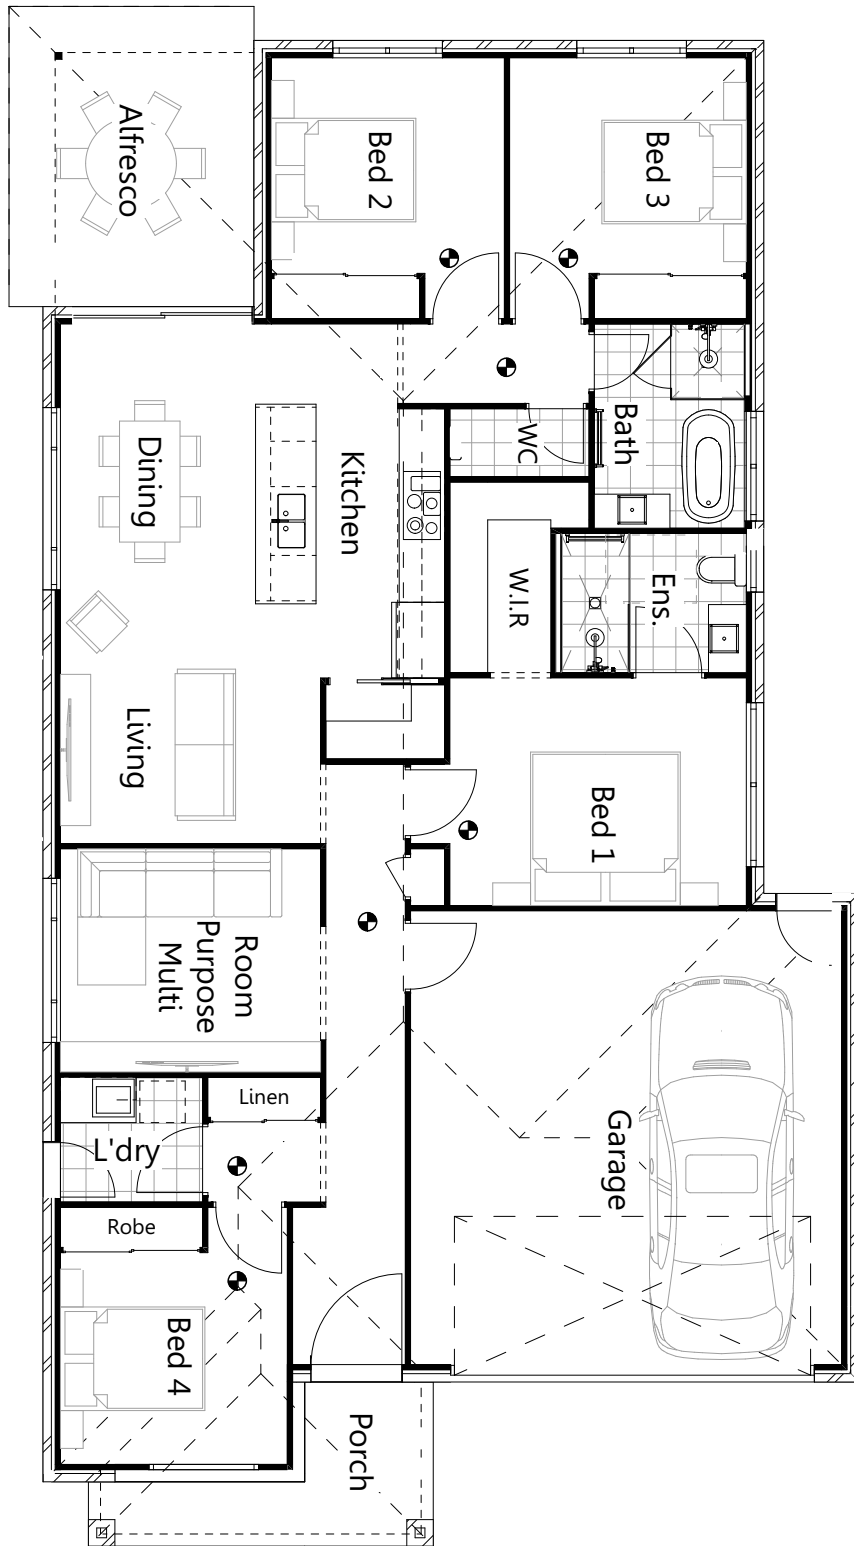 Alfresco
Bed 2
Bed 3
Dining
Kitchen
WC
Bath
W.I.R
Ens.
Living
Bed 1
Multi
Purpose
Room
Linen
L'dry
Garage
Robe
Bed 4
Porch